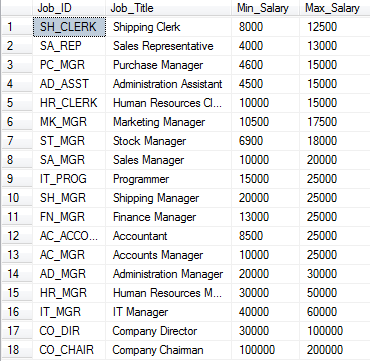 Job_ID Job_Title Min_Salary Max_Salary
1 SH_CLERK Shipping Clerk 8000 12500
2 SA_REP Sales Representative 4000 13000
3 PC_MGR Purchase Manager 4600 15000
4 AD_ASST Administration Assistant 4500 15000
5 HR_CLERK Human Resources Cl... 10000 15000
6 MK_MGR Marketing Manager 10500 17500
7 ST_MGR Stock Manager 6900 18000
8 SA_MGR Sales Manager 10000 20000
9 IT_PROG Programmer 15000 25000
10 SH_MGR Shipping Manager 20000 25000
11 FN_MGR Finance Manager 13000 25000
12 AC_ACCO... Accountant 8500 25000
13 AC_MGR Accounts Manager 10000 25000
14 AD_MGR Administration Manager 20000 30000
15 HR_MGR Human Resources M... 30000 50000
16 IT_MGR IT Manager 40000 60000
17 CO_DIR Company Director 30000 100000
18 CO_CHAIR Company Chairman 100000 200000